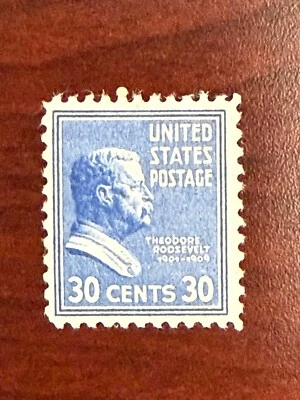 UNITED
STATES
POSTAGE
THEODORE
ROOSEVELT
1901-1909
30 CENTS 30